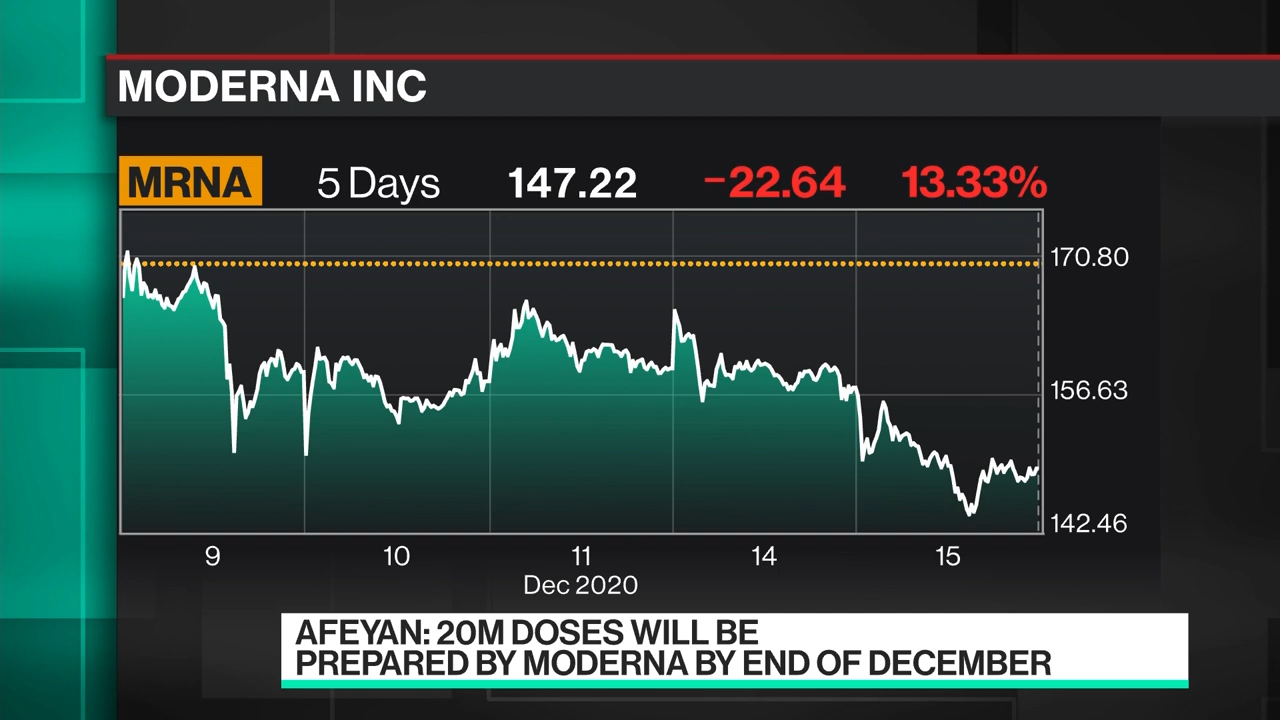 MODERNA INC
MRNA 5 Days 147.22 −22.64 13.33%
170.80
156.63
142.46
9 10 11 14 15
Dec 2020
AFEYAN: 20M DOSES WILL BE
PREPARED BY MODERNA BY END OF DECEMBER